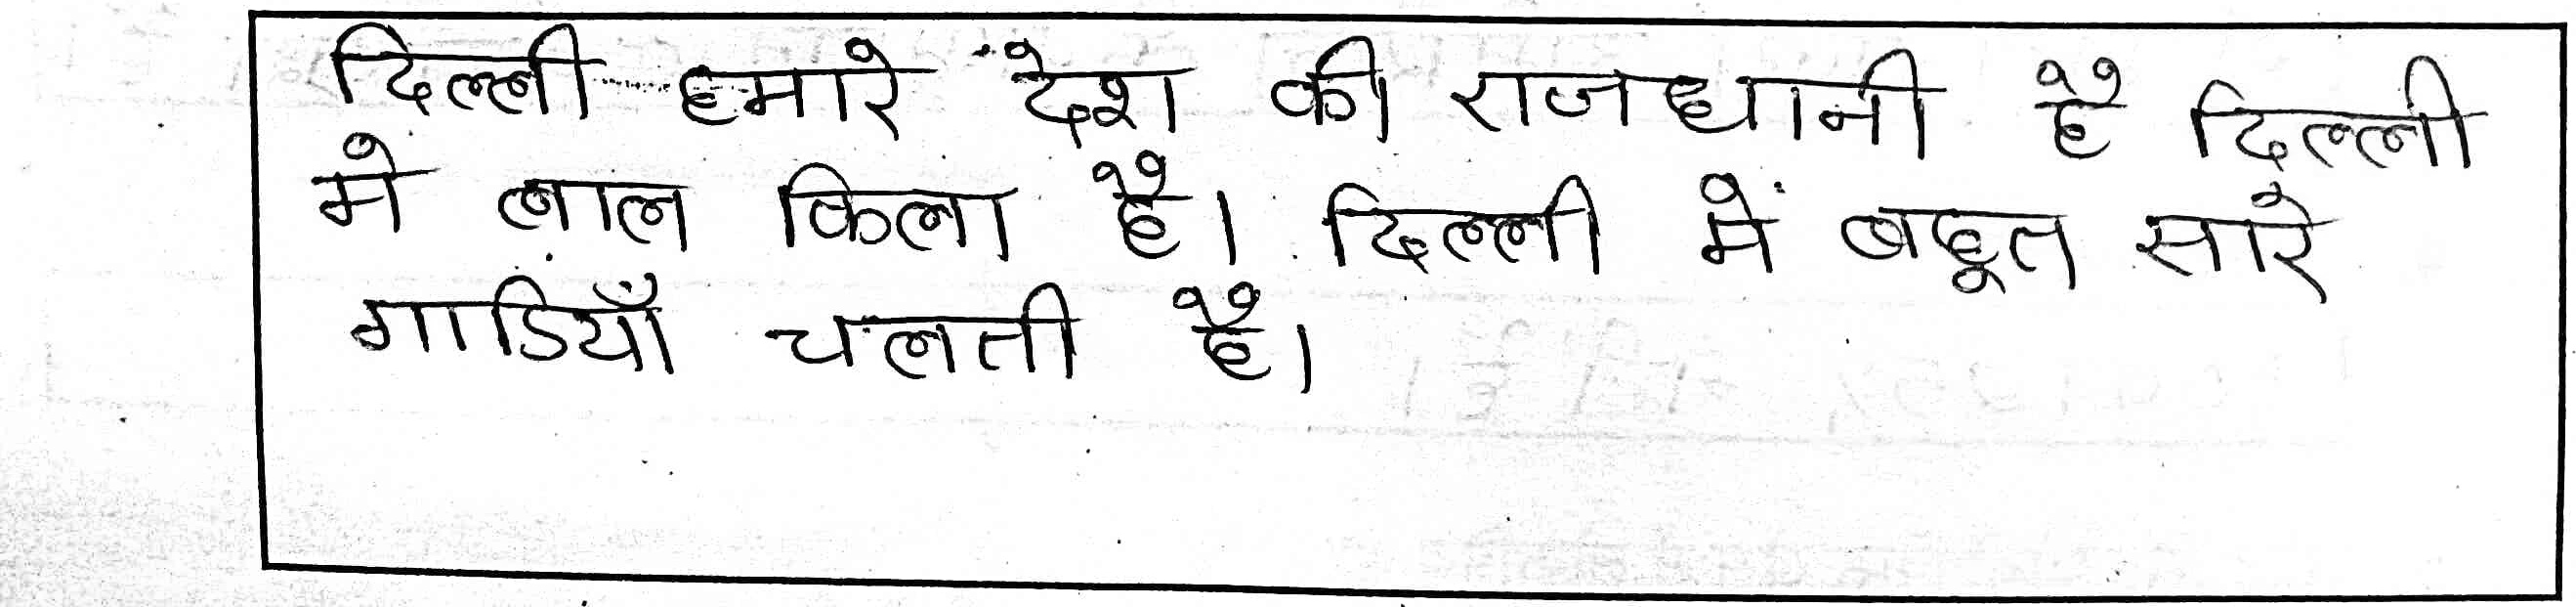 दिल्ली हमारे देश की राजधानी है दिल्ली
मे लाल किला है। दिल्ली में बहूत सारे
गाडियाँ चलती है।